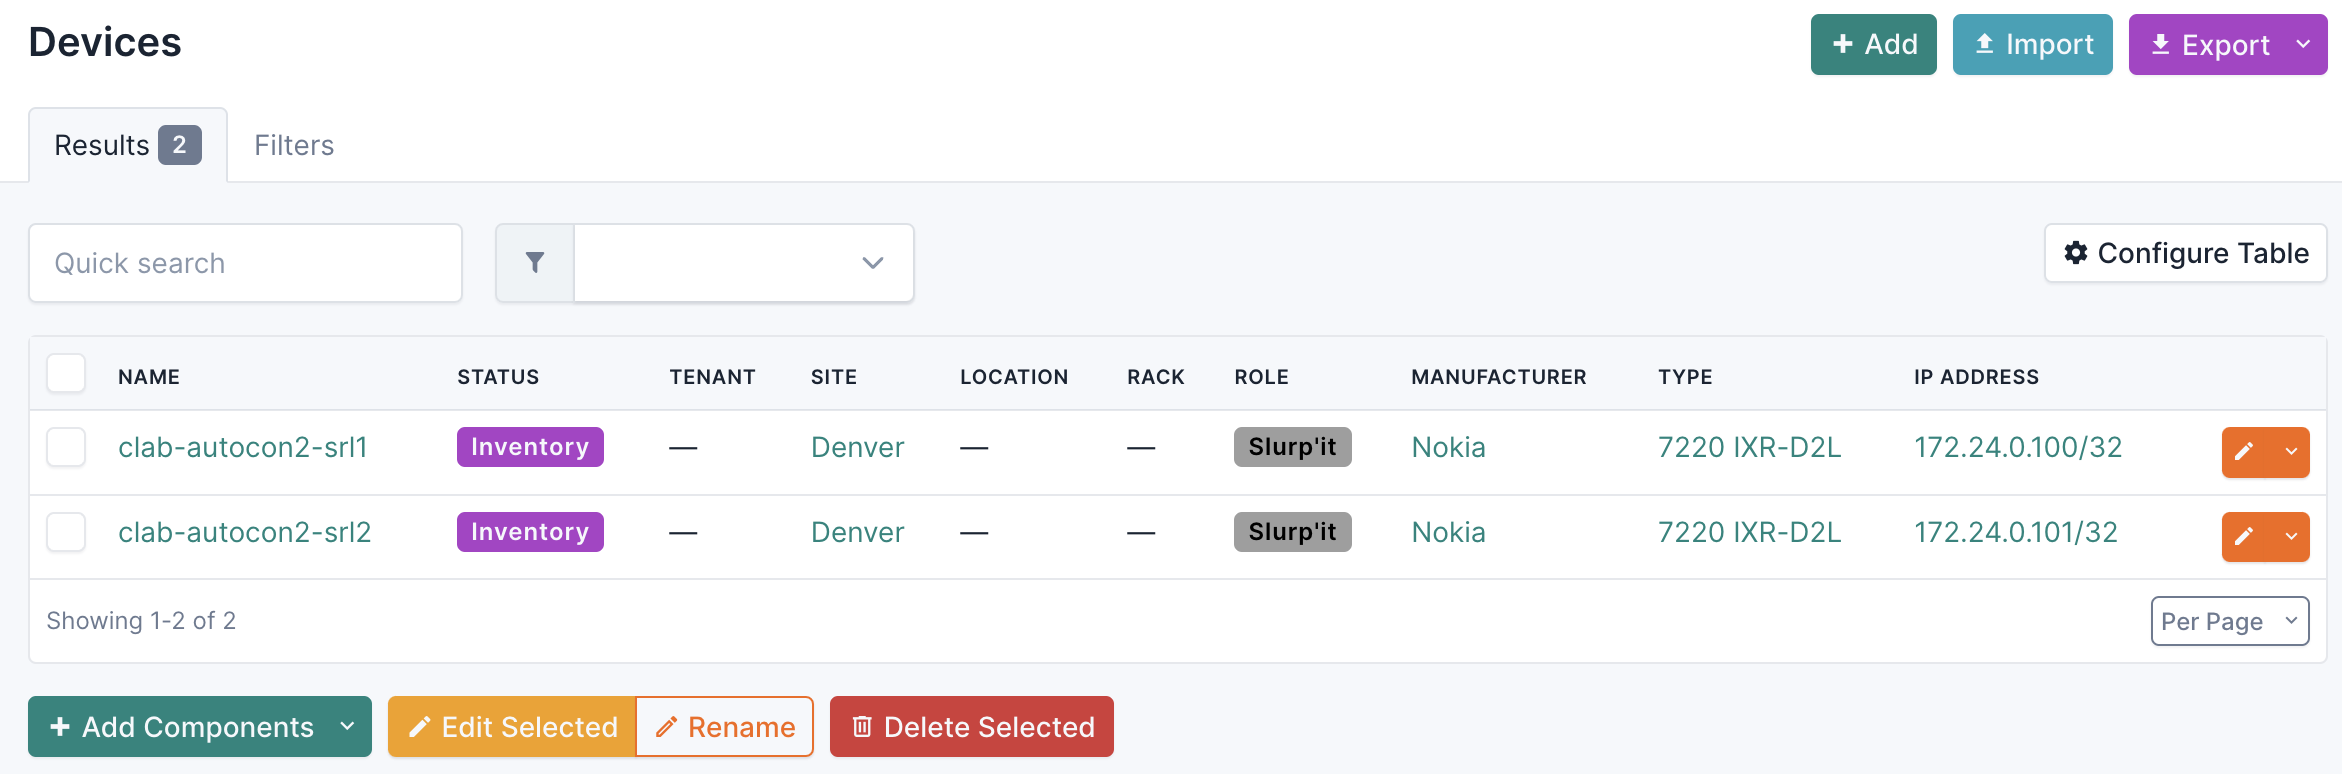 Devices
Add Import Export
Results 2 Filters
Quick search
Configure Table
NAME STATUS TENANT SITE LOCATION RACK ROLE MANUFACTURER TYPE IP ADDRESS
clab-autocon2-srl1 Inventory — Denver — — Slurp'it Nokia 7220 IXR-D2L 172.24.0.100/32
clab-autocon2-srl2 Inventory — Denver — — Slurp'it Nokia 7220 IXR-D2L 172.24.0.101/32
Showing 1-2 of 2 Per Page
Add Components Edit Selected Rename Delete Selected